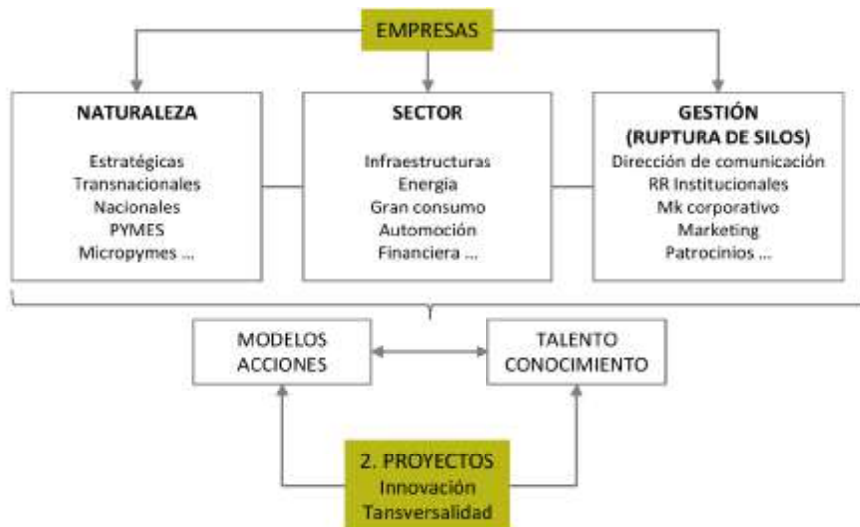 EMPRESAS
NATURALEZA
Estratégicas
Transnacionales
Nacionales
PYMES
Micropymes ...
SECTOR
Infraestructuras
Energía
Gran consumo
Automoción
Financiera ...
GESTIÓN
(RUPTURA DE SILOS)
Dirección de comunicación
RR Institucionales
Mk corporativo
Marketing
Patrocinios ...
MODELOS
ACCIONES
TALENTO
CONOCIMIENTO
2. PROYECTOS
Innovación
Tansversalidad